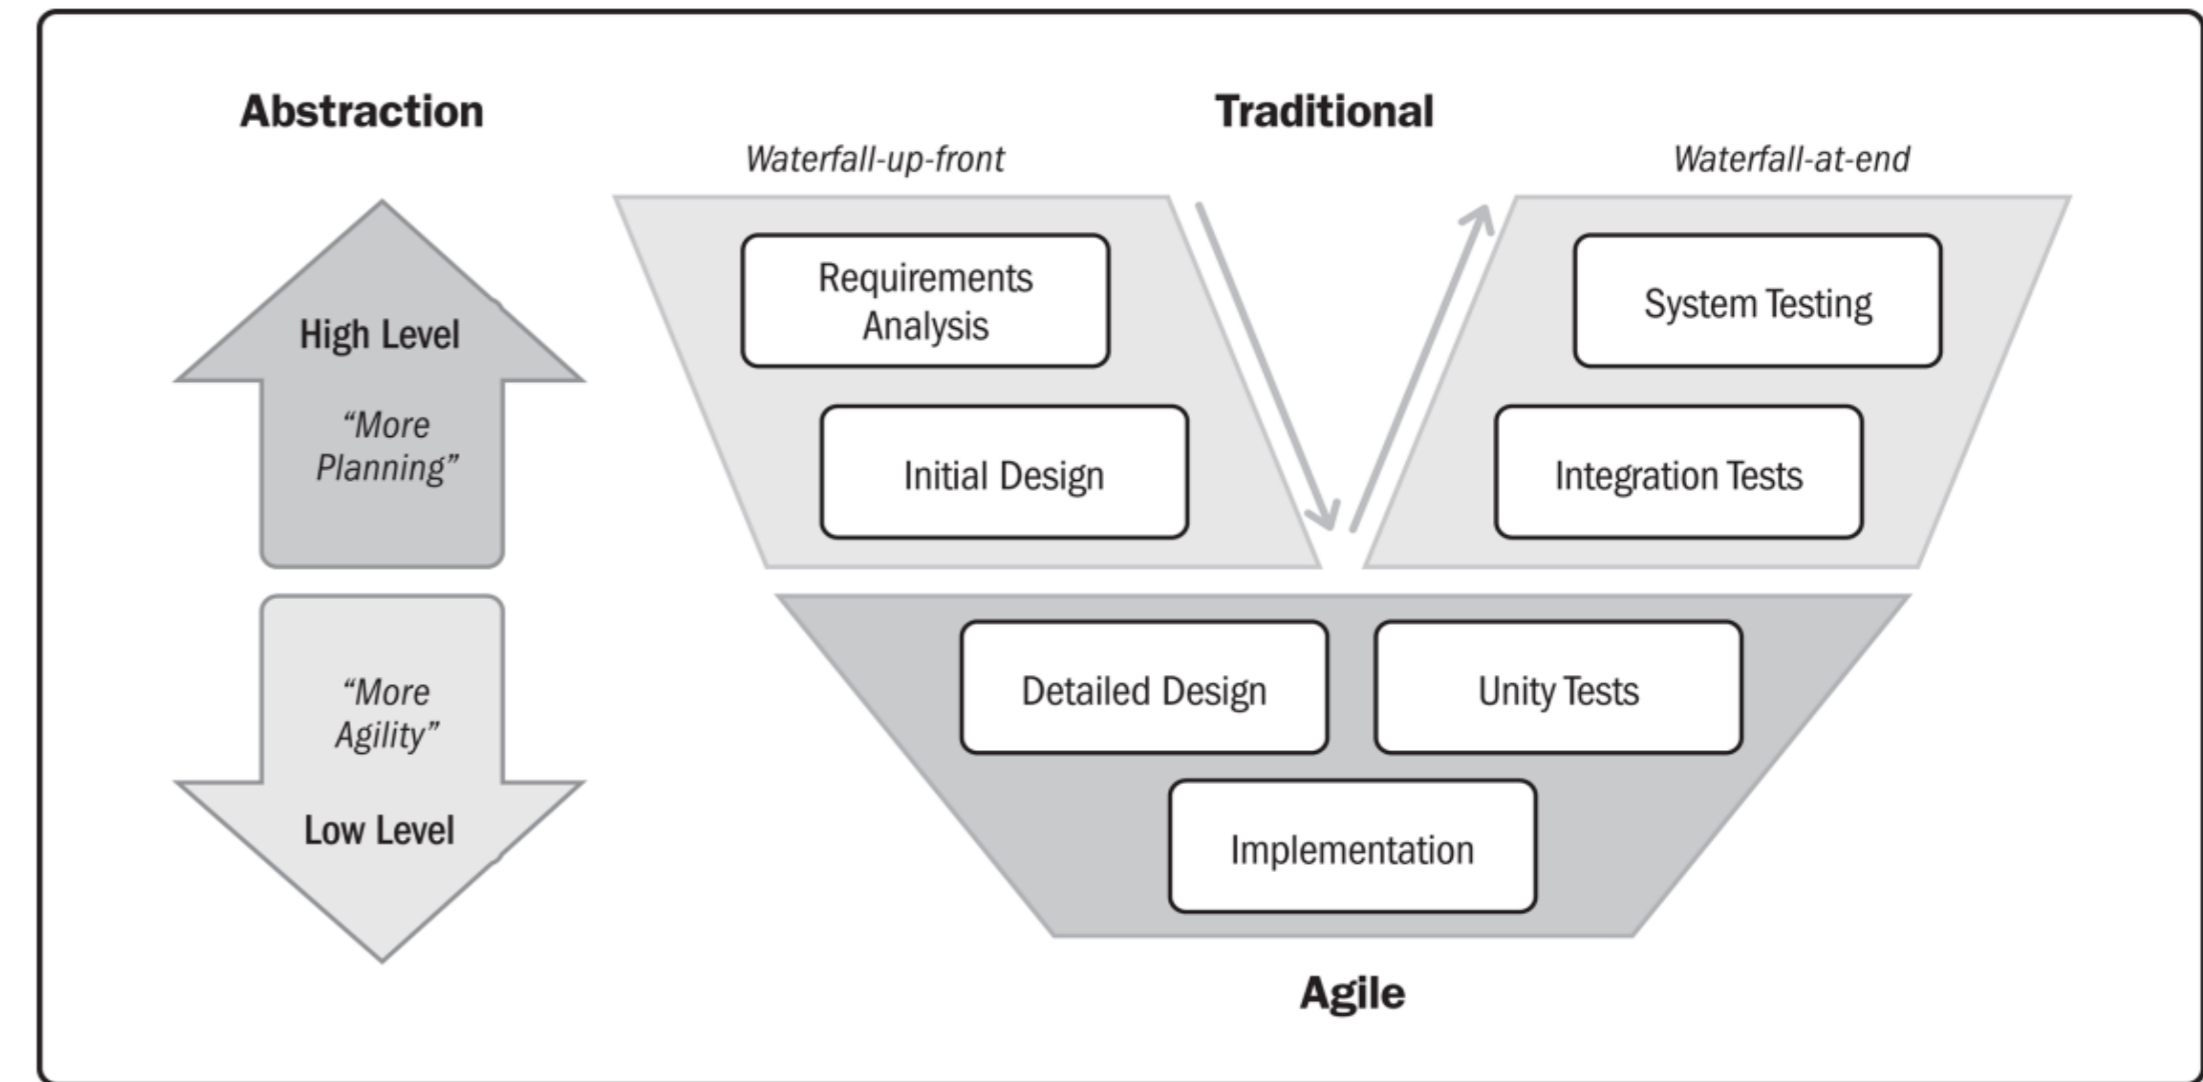 Abstraction
High Level
“More
Planning”
“More
Agility”
Low Level
Traditional
Waterfall-up-front
Waterfall-at-end
Requirements
Analysis
Initial Design
System Testing
Integration Tests
Detailed Design
Unity Tests
Implementation
Agile